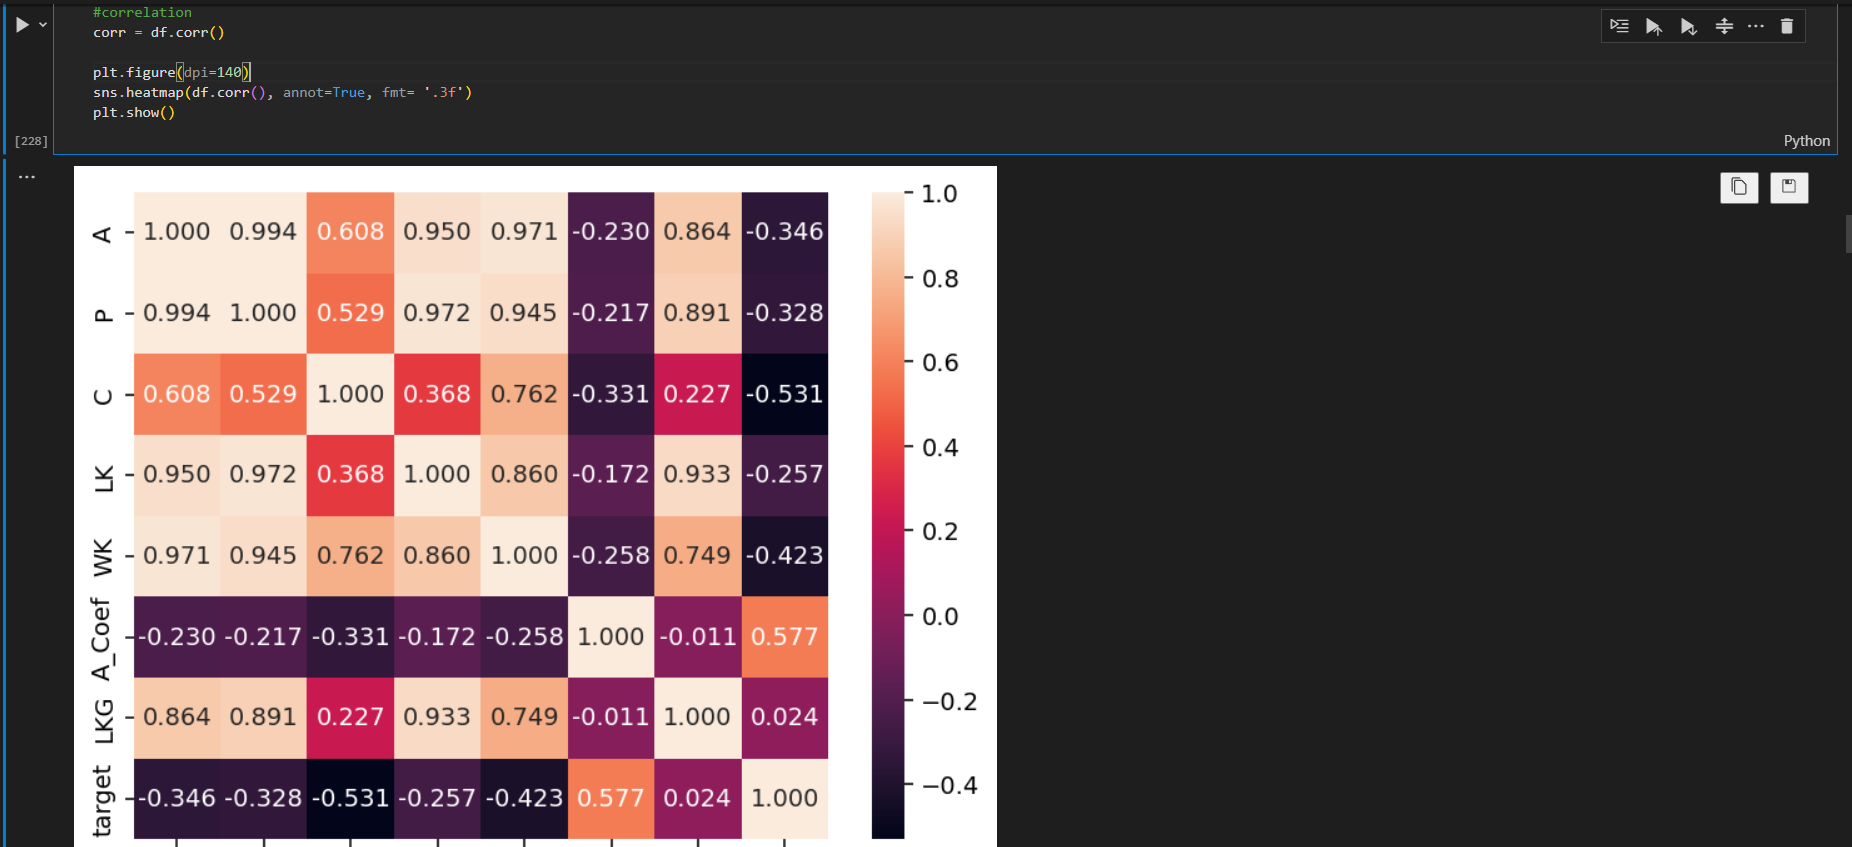 #correlation
corr = df.corr()
plt.figure(dpi=140)
sns.heatmap(df.corr(), annot=True, fmt= '.3f')
plt.show()
[228]
Python
A 1.000 0.994 0.608 0.950 0.971 -0.230 0.864 -0.346
P 0.994 1.000 0.529 0.972 0.945 -0.217 0.891 -0.328
C 0.608 0.529 1.000 0.368 0.762 -0.331 0.227 -0.531
LK 0.950 0.972 0.368 1.000 0.860 -0.172 0.933 -0.257
WK 0.971 0.945 0.762 0.860 1.000 -0.258 0.749 -0.423
A_Coef -0.230 -0.217 -0.331 -0.172 -0.258 1.000 -0.011 0.577
LKG 0.864 0.891 0.227 0.933 0.749 -0.011 1.000 0.024
target -0.346 -0.328 -0.531 -0.257 -0.423 0.577 0.024 1.000
1.0
0.8
0.6
0.4
0.2
0.0
−0.2
−0.4